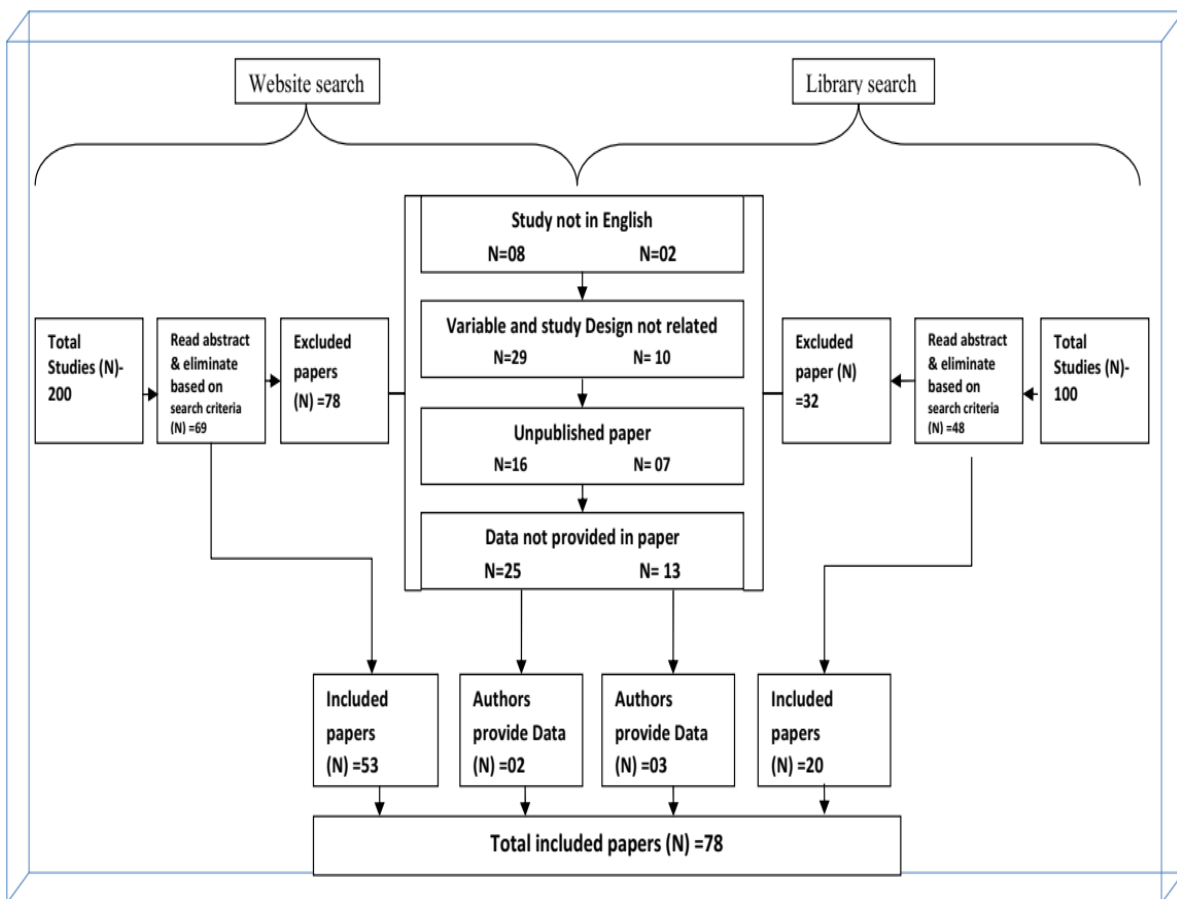 Website search
Library search
Study not in English
N=08 N=02
Variable and study Design not related
N=29 N= 10
Unpublished paper
N=16 N= 07
Data not provided in paper
N=25 N= 13
Total
Studies (N)-
200
Read abstract
& eliminate
based on
search criteria
(N) =69
Excluded
papers
(N) =78
Excluded
paper (N)
=32
Read abstract
& eliminate
based on
search criteria
(N) =48
Total
Studies (N)-
100
Included
papers
(N) =53
Authors
provide Data
(N) =02
Authors
provide Data
(N) =03
Included
papers
(N) =20
Total included papers (N) =78